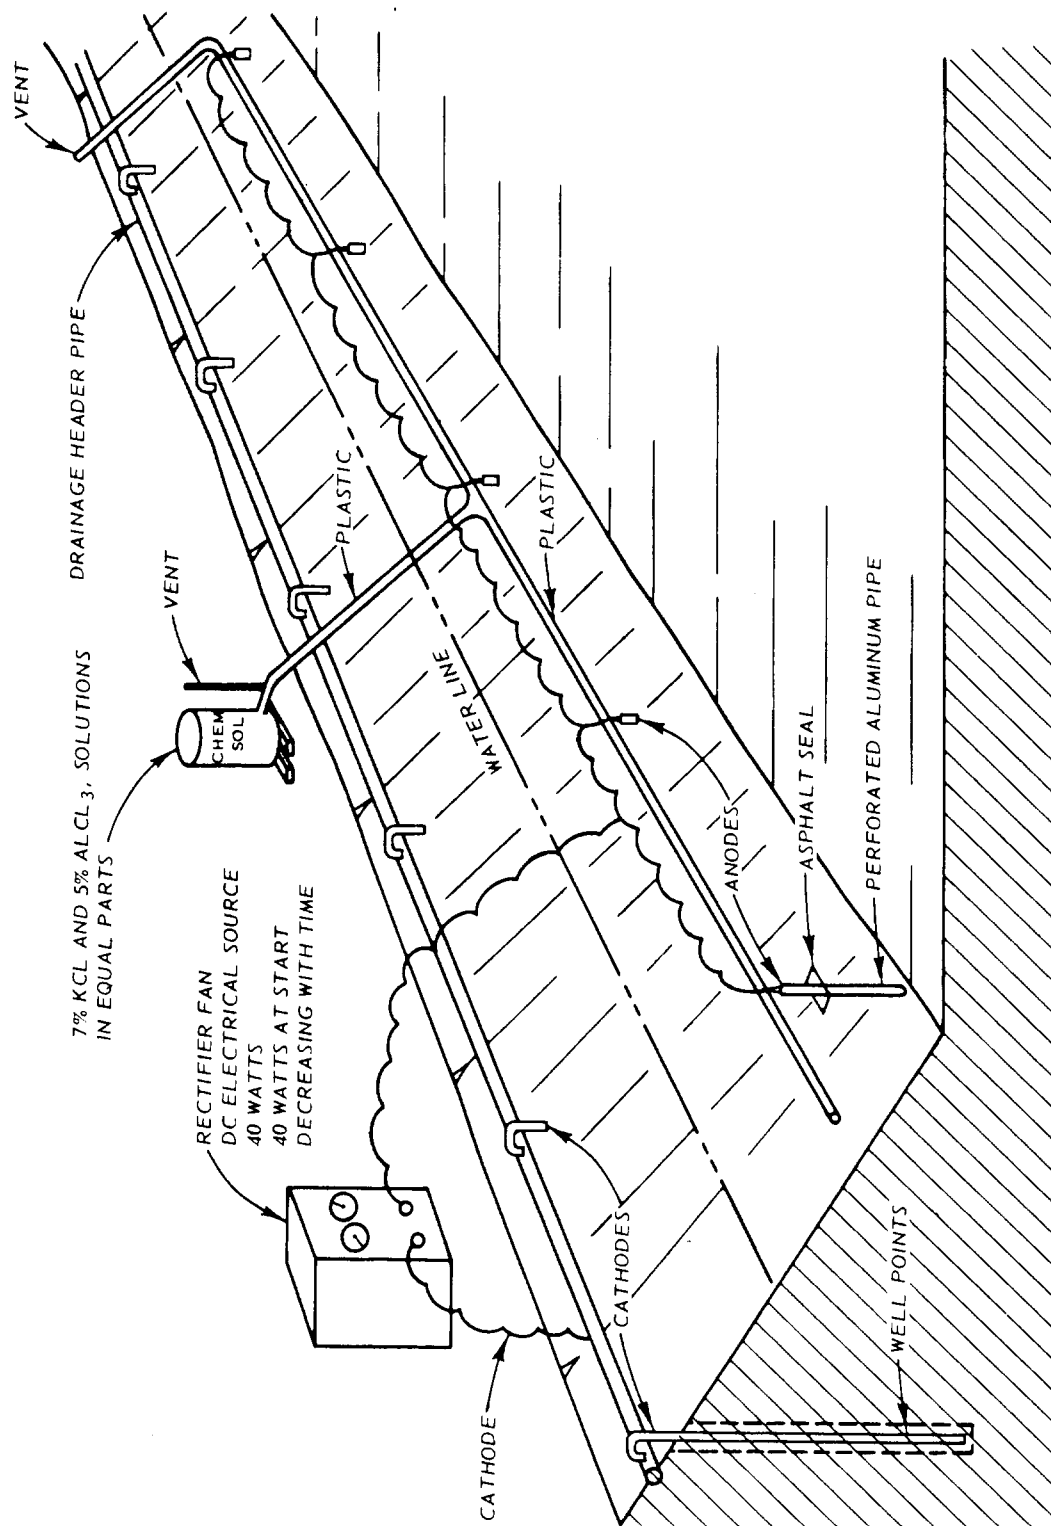 VENT
DRAINAGE HEADER PIPE
7% KCL AND 5% ALCL3, SOLUTIONS
IN EQUAL PARTS
VENT
CHEM
SOL
PLASTIC
PLASTIC
WATER LINE
RECTIFIER FAN
DC ELECTRICAL SOURCE
40 WATTS
40 WATTS AT START
DECREASING WITH TIME
ANODES
ASPHALT SEAL
PERFORATED ALUMINUM PIPE
CATHODES
CATHODE
WELL POINTS